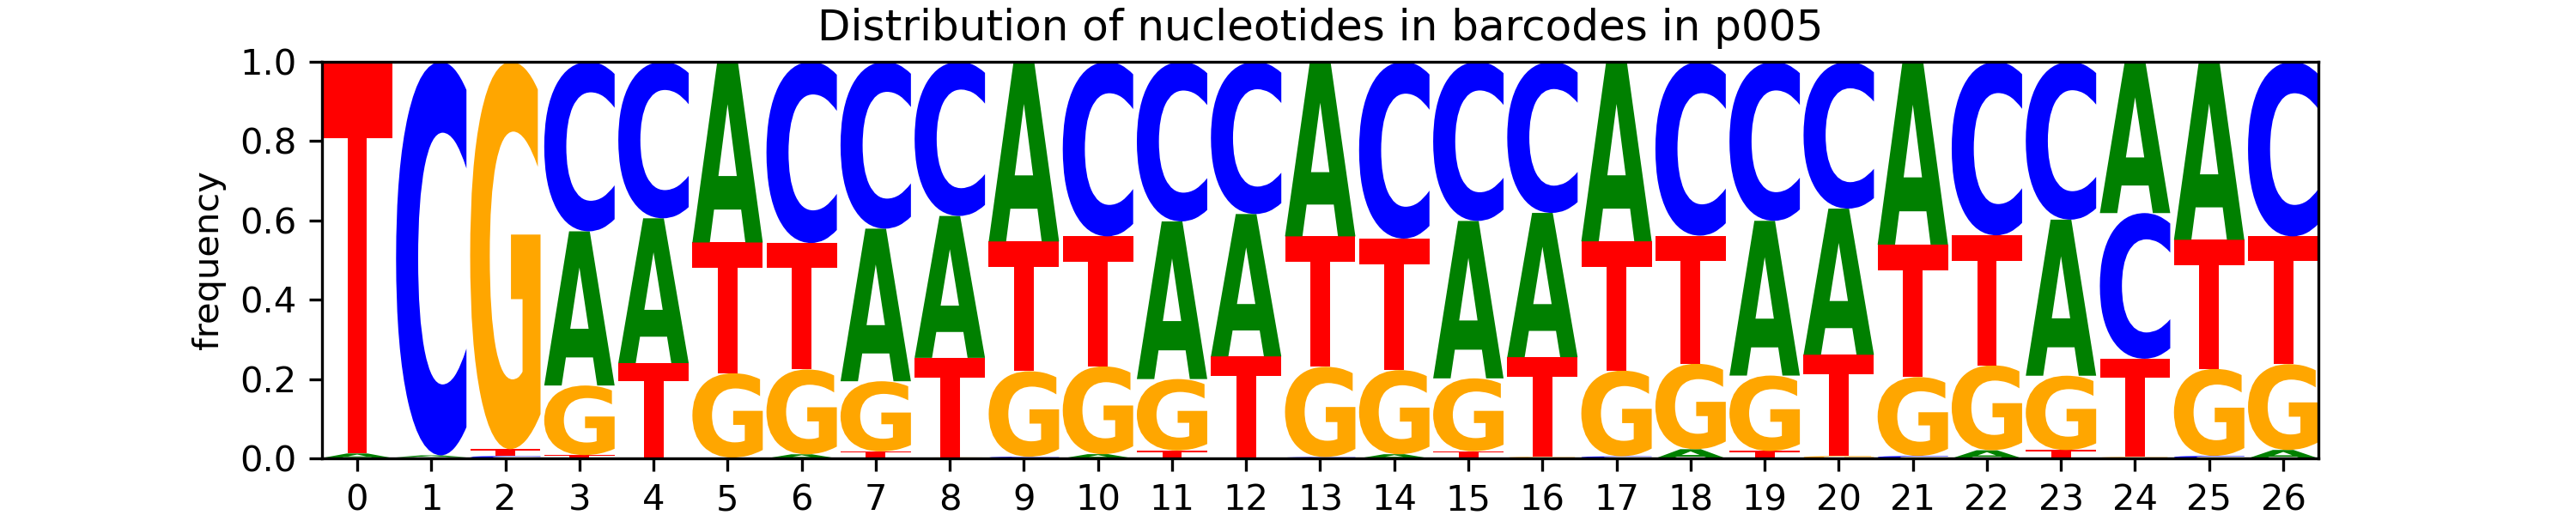 Distribution of nucleotides in barcodes in p005
frequency
1.0
0.8
0.6
0.4
0.2
0.0
T C G C C A C C C A C C C A C C C A C C C A C C A A C
A A T T A A T T A A T T A A T T A A T T A C T T
G T G G G T G G G T G G G T G G G T G G G T G G
0 1 2 3 4 5 6 7 8 9 10 11 12 13 14 15 16 17 18 19 20 21 22 23 24 25 26